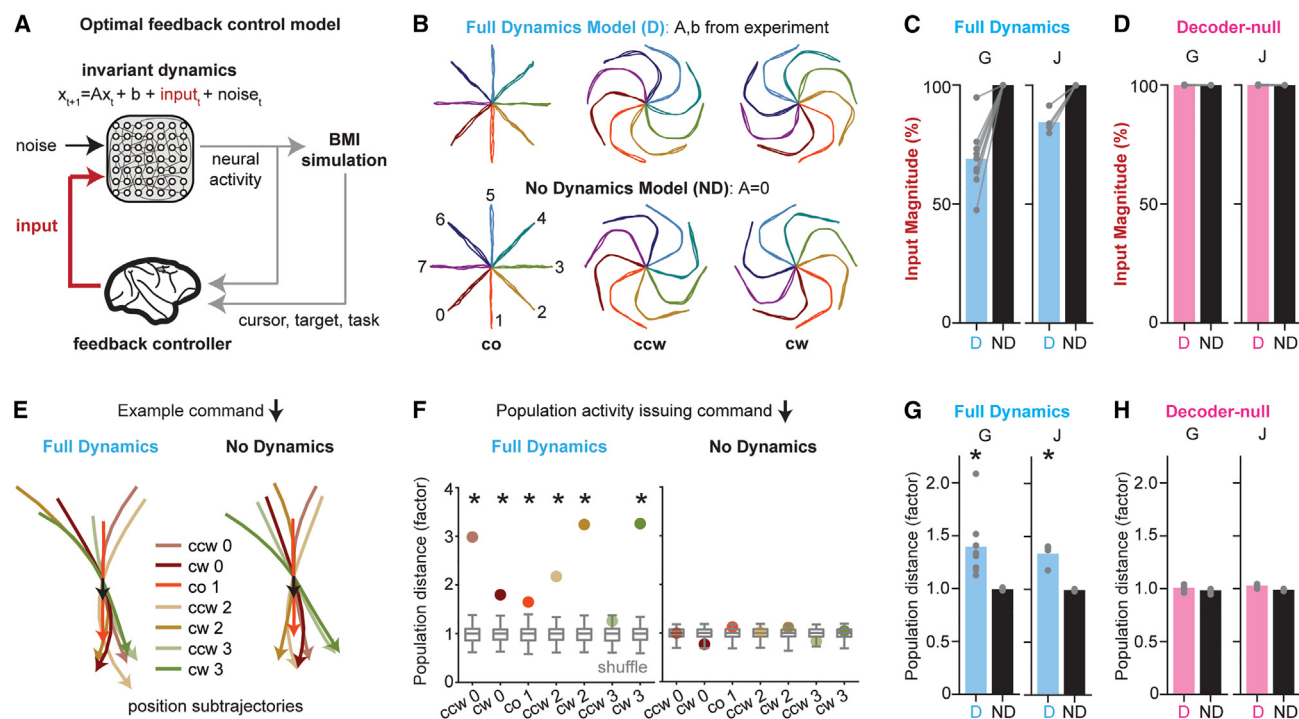 A
Optimal feedback control model
invariant dynamics
xt+1=Axt + b + inputt + noiset
noise
neural
activity
BMI
simulation
input
cursor, target, task
feedback controller
B
Full Dynamics Model (D): A,b from experiment
No Dynamics Model (ND): A=0
5
6
4
7
3
0
1
2
co
ccw
cw
C
Full Dynamics
G
J
Input Magnitude (%)
100
50
0
D
ND
D
ND
D
Decoder-null
G
J
Input Magnitude (%)
100
50
0
D
ND
D
ND
E
Example command
Full Dynamics
No Dynamics
ccw 0
cw 0
co 1
ccw 2
cw 2
ccw 3
cw 3
position subtrajectories
F
Population activity issuing command
Full Dynamics
No Dynamics
Population distance (factor)
4
3
2
1
0
* * * * * *
shuffle
ccw 0
cw 0
co 1
ccw 2
cw 2
ccw 3
cw 3
ccw 0
cw 0
co 1
ccw 2
cw 2
ccw 3
cw 3
G
Full Dynamics
G
J
* *
Population distance (factor)
2.0
1.0
0.5
0
D
ND
D
ND
H
Decoder-null
G
J
Population distance (factor)
2.0
1.0
0.5
0
D
ND
D
ND